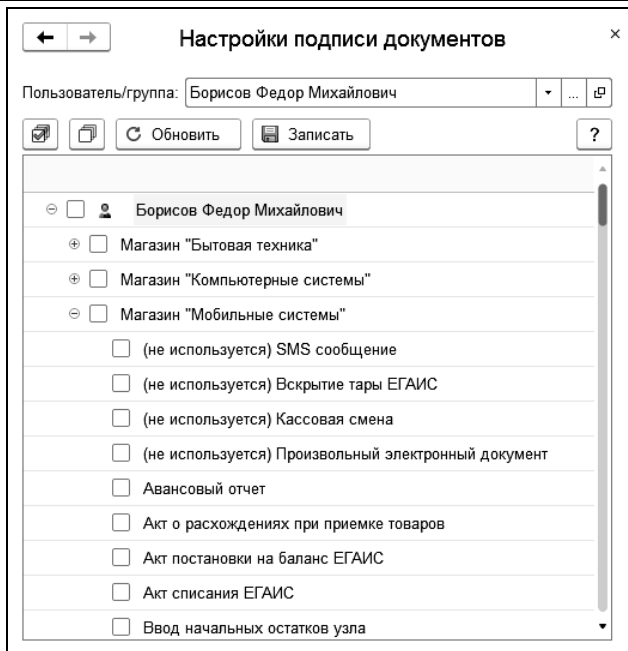 Настройки подписи документов
Пользователь/группа: Борисов Федор Михайлович ...
Обновить Записать ?
Борисов Федор Михайлович
Магазин "Бытовая техника"
Магазин "Компьютерные системы"
Магазин "Мобильные системы"
(не используется) SMS сообщение
(не используется) Вскрытие тары ЕГАИС
(не используется) Кассовая смена
(не используется) Произвольный электронный документ
Авансовый отчет
Акт о расхождениях при приемке товаров
Акт постановки на баланс ЕГАИС
Акт списания ЕГАИС
Ввод начальных остатков узла